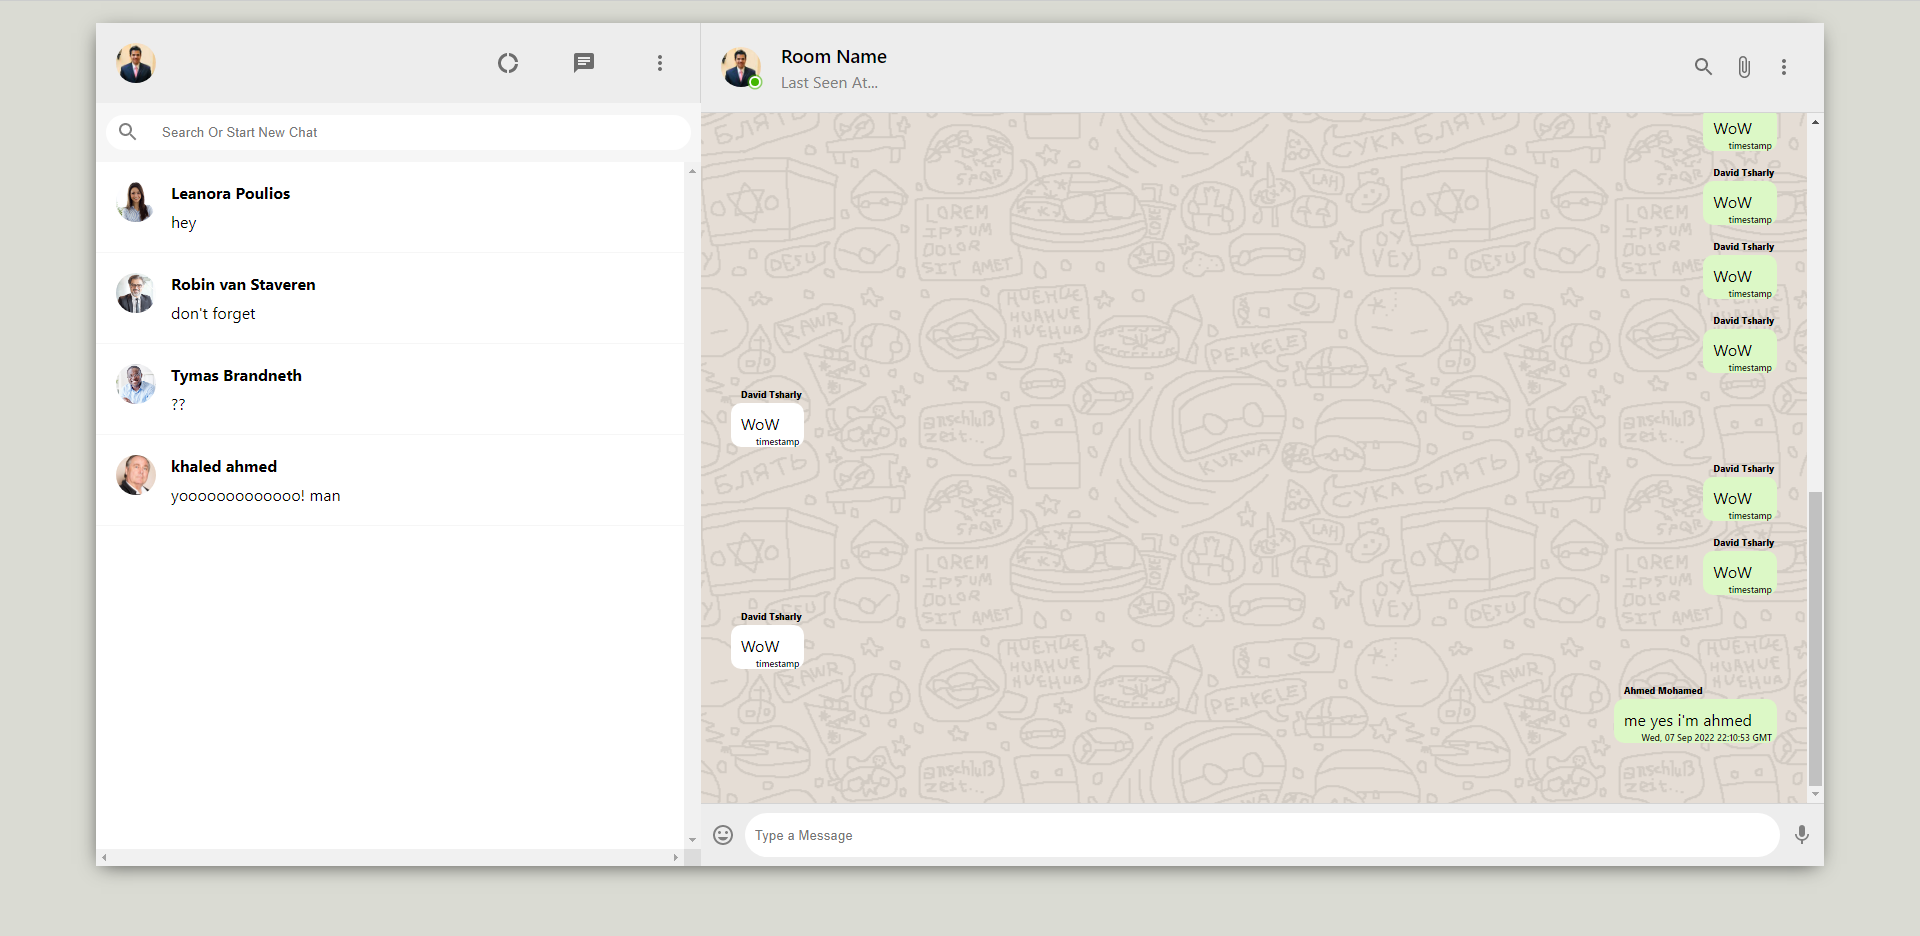 Room Name
Last Seen At...
Search Or Start New Chat
Leanora Poulios
hey
Robin van Staveren
don't forget
Tymas Brandneth
??
khaled ahmed
yooooooooooooo! man
WoW
timestamp
David Tsharly
WoW
timestamp
David Tsharly
WoW
timestamp
David Tsharly
WoW
timestamp
David Tsharly
WoW
timestamp
David Tsharly
WoW
timestamp
David Tsharly
WoW
timestamp
David Tsharly
WoW
timestamp
Ahmed Mohamed
me yes i'm ahmed
Wed, 07 Sep 2022 22:10:53 GMT
Type a Message